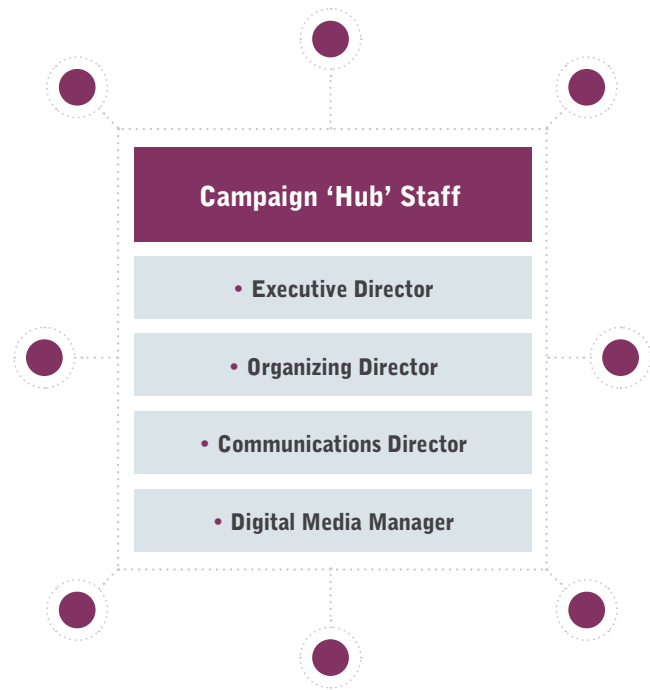 Campaign ‘Hub’ Staff
• Executive Director
• Organizing Director
• Communications Director
• Digital Media Manager